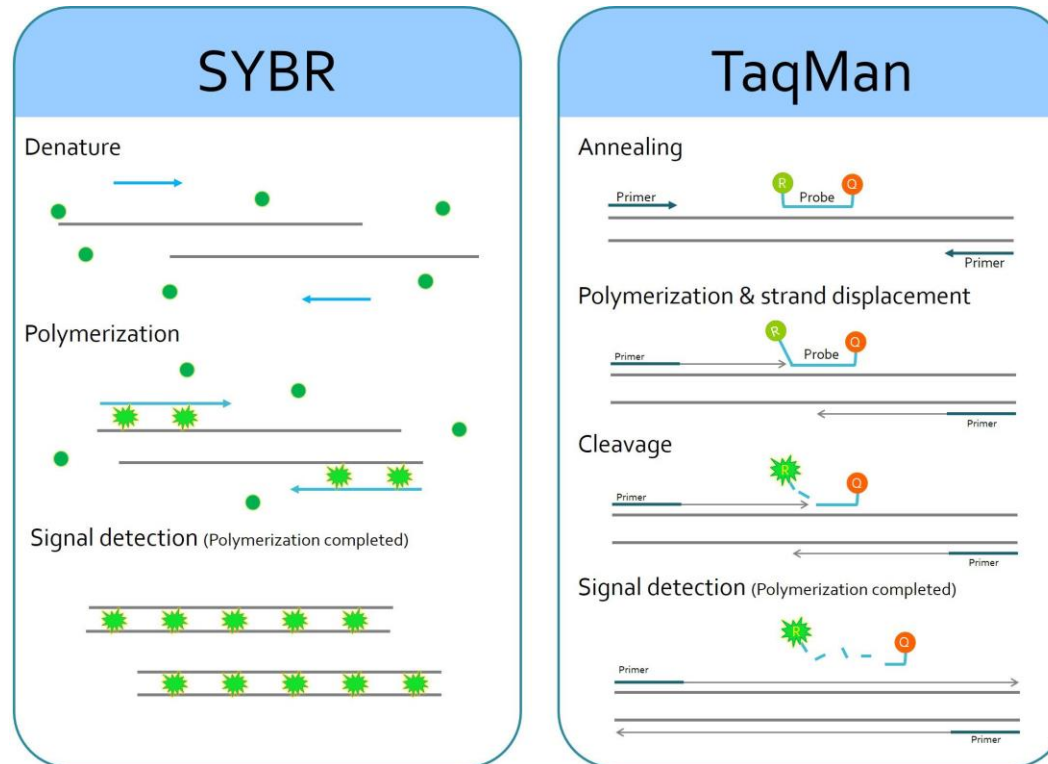 SYBR
Denature
Polymerization
Signal detection (Polymerization completed)
TaqMan
Annealing
R
Q
Primer
Probe
Primer
Polymerization & strand displacement
R
Q
Primer
Probe
Primer
Cleavage
R
Q
Primer
Primer
Signal detection (Polymerization completed)
R
Q
Primer
Primer